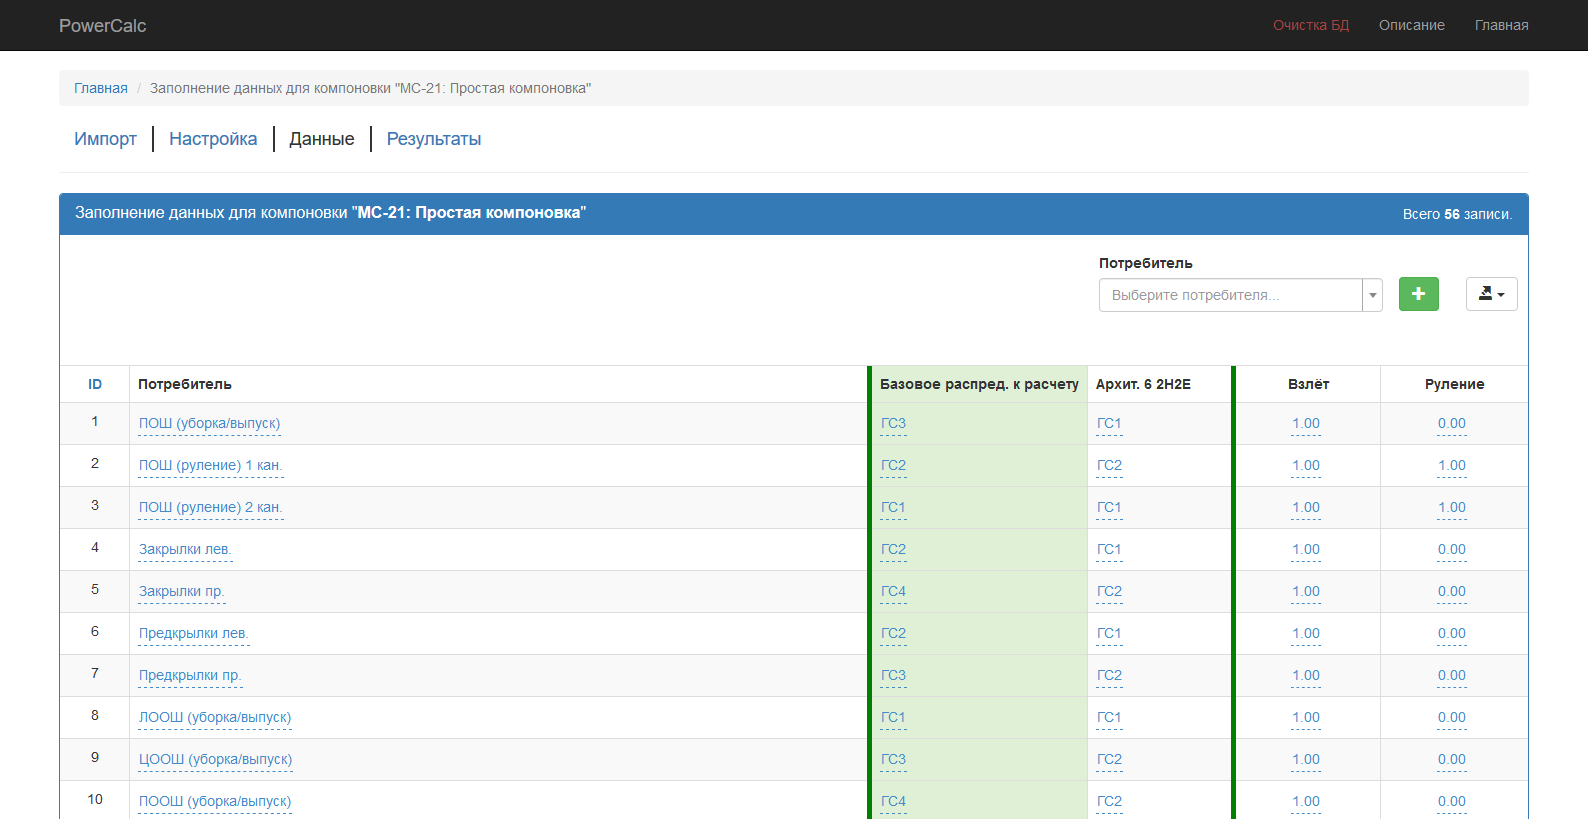 PowerCalc Очистка БД Описание Главная
Главная / Заполнение данных для компоновки "МС-21: Простая компоновка"
Импорт Настройка Данные Результаты
Заполнение данных для компоновки "МС-21: Простая компоновка" Всего 56 записи.
Потребитель
Выберите потребителя...
ID Потребитель Базовое распред. к расчету Архит. 6 2H2E Взлёт Руление
1 ПОШ (уборка/выпуск) ГС3 ГС1 1.00 0.00
2 ПОШ (руление) 1 кан. ГС2 ГС2 1.00 1.00
3 ПОШ (руление) 2 кан. ГС1 ГС1 1.00 1.00
4 Закрылки лев. ГС2 ГС1 1.00 0.00
5 Закрылки пр. ГС4 ГС2 1.00 0.00
6 Предкрылки лев. ГС2 ГС1 1.00 0.00
7 Предкрылки пр. ГС3 ГС2 1.00 0.00
8 ЛООШ (уборка/выпуск) ГС1 ГС1 1.00 0.00
9 ЦООШ (уборка/выпуск) ГС3 ГС2 1.00 0.00
10 ПООШ (уборка/выпуск) ГС4 ГС2 1.00 0.00